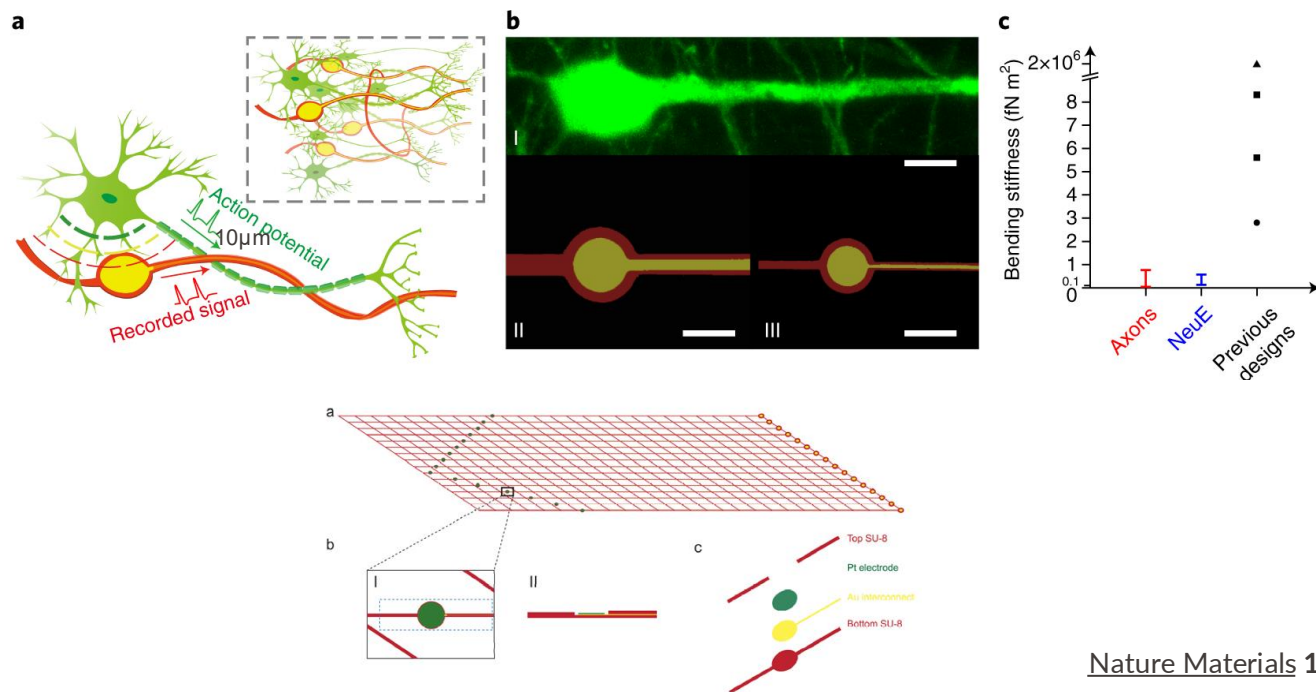 a
Action potential
10μm
Recorded signal
b
I
II
III
c
Bending stiffness (fN m²)
2×10⁶
8
7
6
5
4
3
2
1
0.1
0
Axons
NeuE
Previous designs
a
b
I
II
c
Top SU-8
Pt electrode
Au interconnect
Bottom SU-8
Nature Materials 1